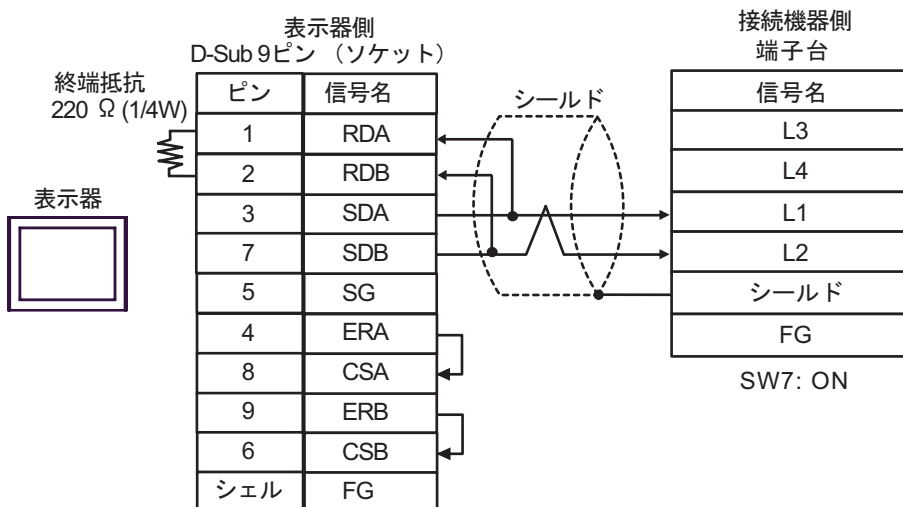 表示器側
D-Sub 9ピン （ソケット）
終端抵抗
220 Ω (1/4W)
表示器
ピン 信号名
1 RDA
2 RDB
3 SDA
7 SDB
5 SG
4 ERA
8 CSA
9 ERB
6 CSB
シェル FG
シールド
接続機器側
端子台
信号名
L3
L4
L1
L2
シールド
FG
SW7: ON